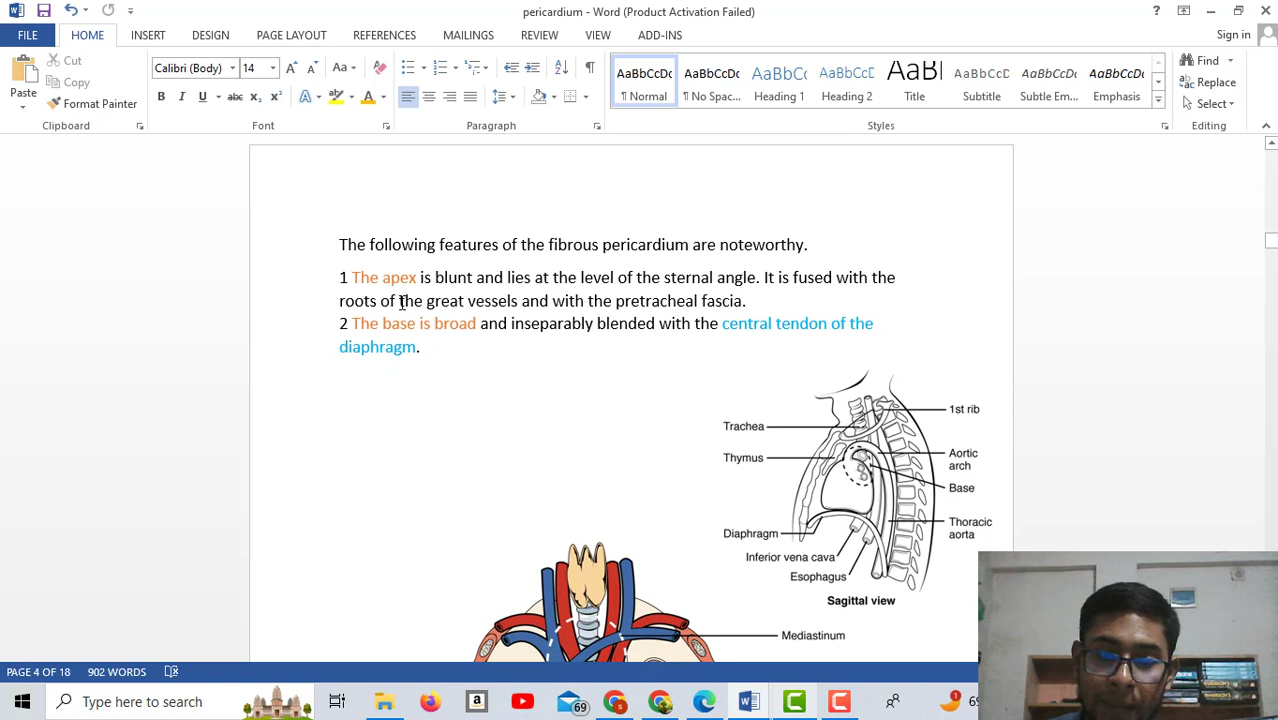 pericardium - Word (Product Activation Failed)
Sign in
FILE HOME INSERT DESIGN PAGE LAYOUT REFERENCES MAILINGS REVIEW VIEW ADD-INS
Paste
Cut
Copy
Format Painter
Calibri (Body) 14
AaBbCcDc AaBbCcDc AaBbCc AaBbCcE AaBl AaBbCcD AaBbCcDc AaBbCcDc
¶ Normal ¶ No Spac... Heading 1 Heading 2 Title Subtitle Subtle Em... Emphasis
Find
Replace
Select
Clipboard Font Paragraph Styles Editing
The following features of the fibrous pericardium are noteworthy.
1 The apex is blunt and lies at the level of the sternal angle. It is fused with the
roots of the great vessels and with the pretracheal fascia.
2 The base is broad and inseparably blended with the central tendon of the
diaphragm.
1st rib
Trachea
Thymus
Aortic
arch
Base
Thoracic
aorta
Diaphragm
Inferior vena cava
Esophagus
Sagittal view
Mediastinum
PAGE 4 OF 18 902 WORDS
Type here to search
69